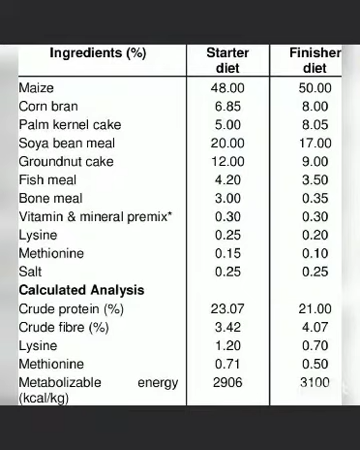 Ingredients (%) Starter diet Finisher diet
Maize 48.00 50.00
Corn bran 6.85 8.00
Palm kernel cake 5.00 8.05
Soya bean meal 20.00 17.00
Groundnut cake 12.00 9.00
Fish meal 4.20 3.50
Bone meal 3.00 0.35
Vitamin & mineral premix* 0.30 0.30
Lysine 0.25 0.20
Methionine 0.15 0.10
Salt 0.25 0.25
Calculated Analysis
Crude protein (%) 23.07 21.00
Crude fibre (%) 3.42 4.07
Lysine 1.20 0.70
Methionine 0.71 0.50
Metabolizable energy 2906 3100
(kcal/kg)